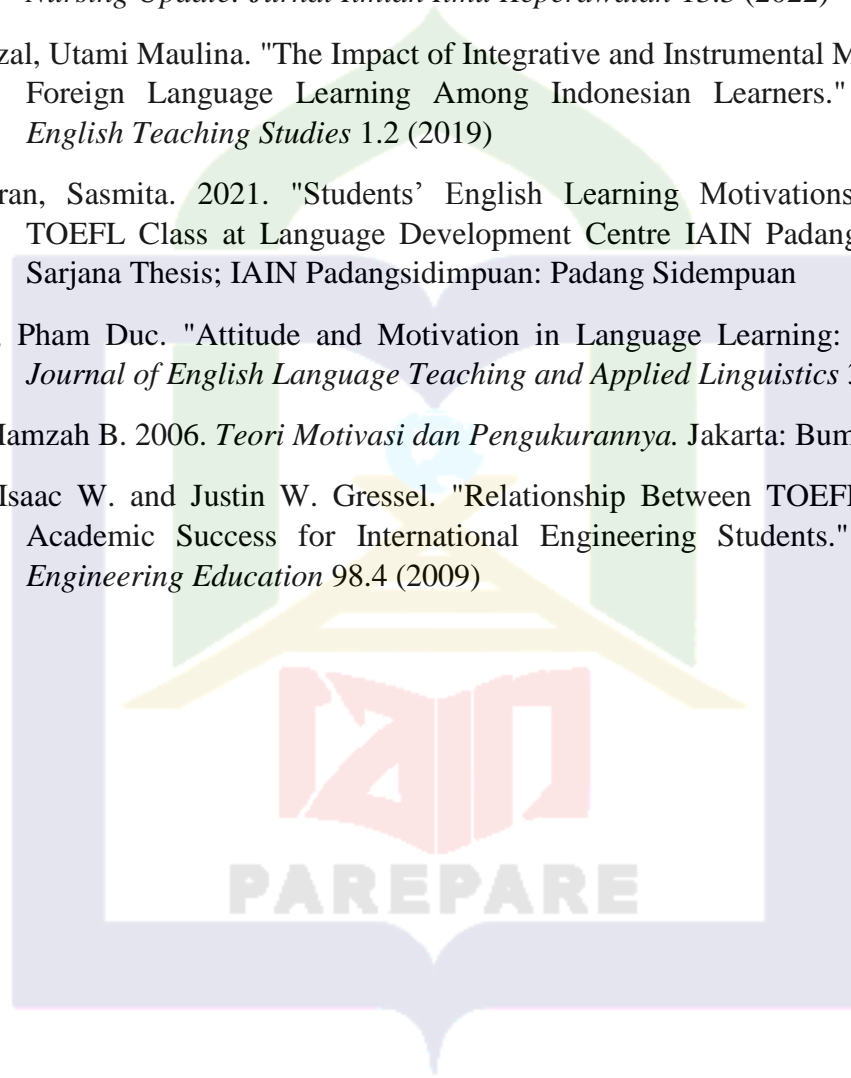 Nursing Update: Jurnal Ilmiah Ilmu Keperawatan 13.3 (2022)
zal, Utami Maulina. "The Impact of Integrative and Instrumental M
Foreign Language Learning Among Indonesian Learners."
English Teaching Studies 1.2 (2019)
ran, Sasmita. 2021. "Students’ English Learning Motivations
TOEFL Class at Language Development Centre IAIN Padang
Sarjana Thesis; IAIN Padangsidimpuan: Padang Sidempuan
Pham Duc. "Attitude and Motivation in Language Learning:
Journal of English Language Teaching and Applied Linguistics 3
Hamzah B. 2006. Teori Motivasi dan Pengukurannya. Jakarta: Bum
Isaac W. and Justin W. Gressel. "Relationship Between TOEFL
Academic Success for International Engineering Students."
Engineering Education 98.4 (2009)
iain
PAREPARE